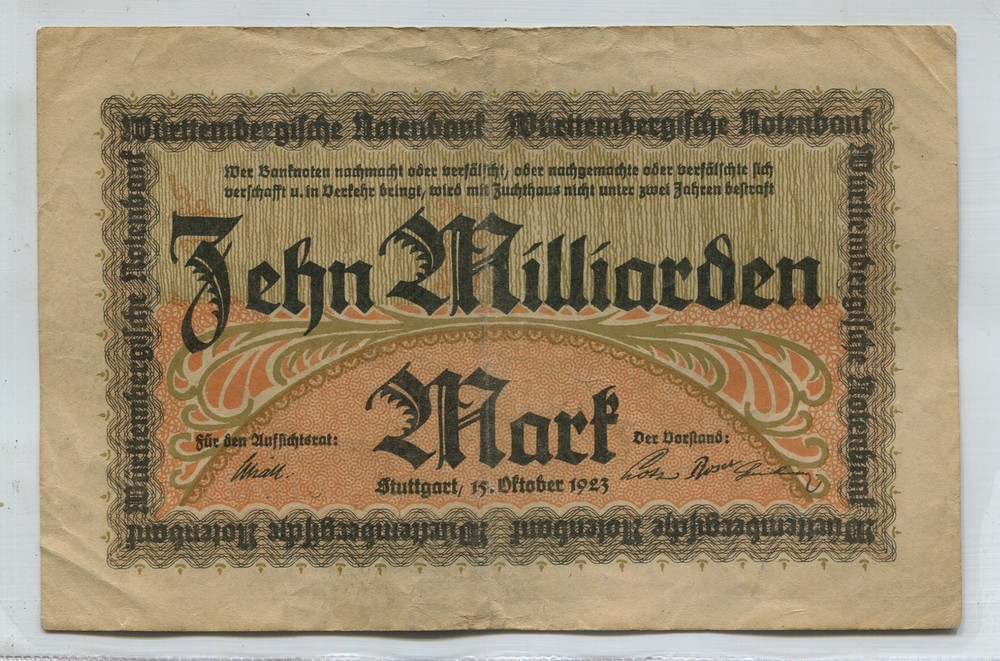 Württembergische Notenbank Württembergische Notenbank
Wer Banknoten nachmacht oder verfälscht, oder nachgemachte oder verfälschte sich
verschafft u. in Verkehr bringt, wird mit Zuchthaus nicht unter zwei Jahren bestraft
Zehn Milliarden
Mark
Für den Aufsichtsrat:
Der Vorstand:
Stuttgart, 15. Oktober 1923
Württembergische Notenbank
Württembergische Notenbank
Württembergische Notenbank Württembergische Notenbank